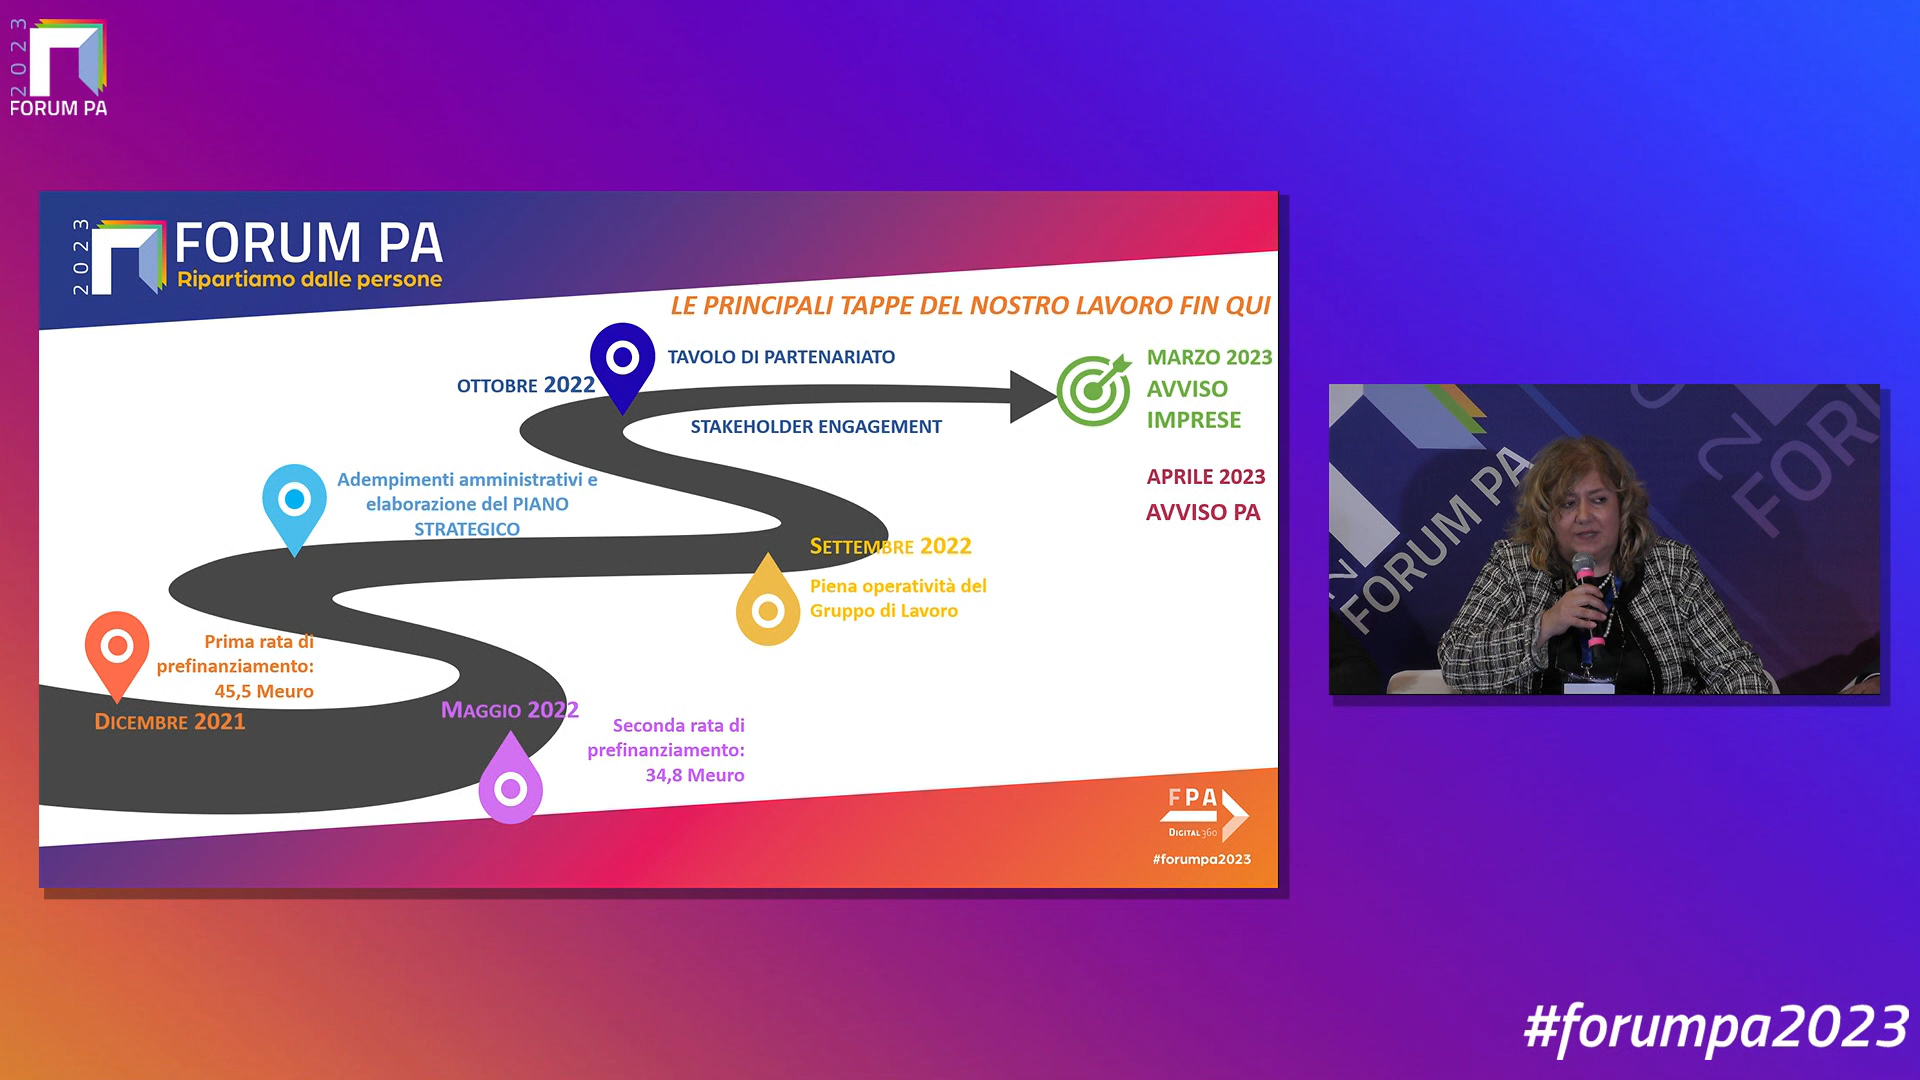 2023
FORUM PA
2023
FORUM PA
Ripartiamo dalle persone
LE PRINCIPALI TAPPE DEL NOSTRO LAVORO FIN QUI
TAVOLO DI PARTENARIATO
OTTOBRE 2022
STAKEHOLDER ENGAGEMENT
MARZO 2023
AVVISO
IMPRESE
APRILE 2023
AVVISO PA
Adempimenti amministrativi e
elaborazione del PIANO
STRATEGICO
SETTEMBRE 2022
Piena operatività del
Gruppo di Lavoro
Prima rata di
prefinanziamento:
45,5 Meuro
DICEMBRE 2021
MAGGIO 2022
Seconda rata di
prefinanziamento:
34,8 Meuro
FPA
DIGITAL360
#forumpa2023
FORUM PA
FORU
#forumpa2023